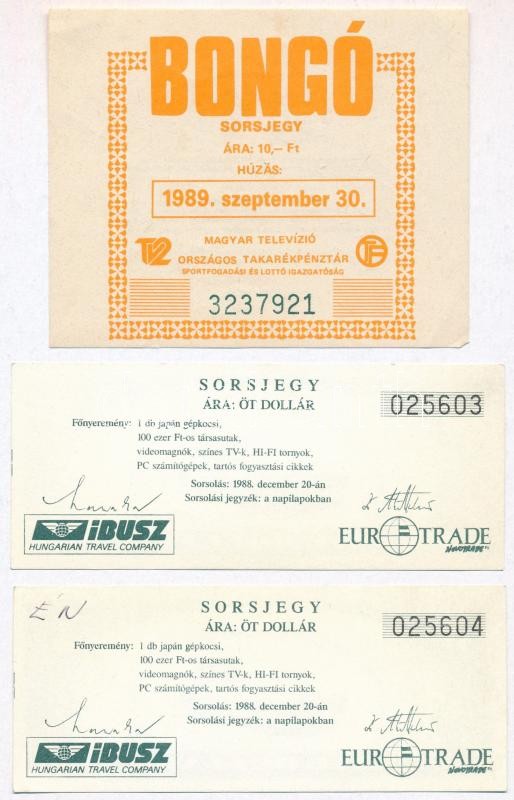 BONGÓ
SORSJEGY
ÁRA: 10,– Ft
HÚZÁS:
1989. szeptember 30.
TV2 MAGYAR TELEVÍZIÓ
ORSZÁGOS TAKARÉKPÉNZTÁR
SPORTFOGADÁSI ÉS LOTTÓ IGAZGATÓSÁG
3237921
SORSJEGY
ÁRA: ÖT DOLLÁR
025603
Főnyeremény: 1 db japán gépkocsi,
100 ezer Ft-os társasutak,
videomagnók, színes TV-k, HI-FI tornyok,
PC számítógépek, tartós fogyasztási cikkek
Sorsolás: 1988. december 20-án
Sorsolási jegyzék: a napilapokban
IBUSZ
HUNGARIAN TRAVEL COMPANY
EUROTRADE
NOVOTRADE
ÉN
SORSJEGY
ÁRA: ÖT DOLLÁR
025604
Főnyeremény: 1 db japán gépkocsi,
100 ezer Ft-os társasutak,
videomagnók, színes TV-k, HI-FI tornyok,
PC számítógépek, tartós fogyasztási cikkek
Sorsolás: 1988. december 20-án
Sorsolási jegyzék: a napilapokban
IBUSZ
HUNGARIAN TRAVEL COMPANY
EUROTRADE
NOVOTRADE